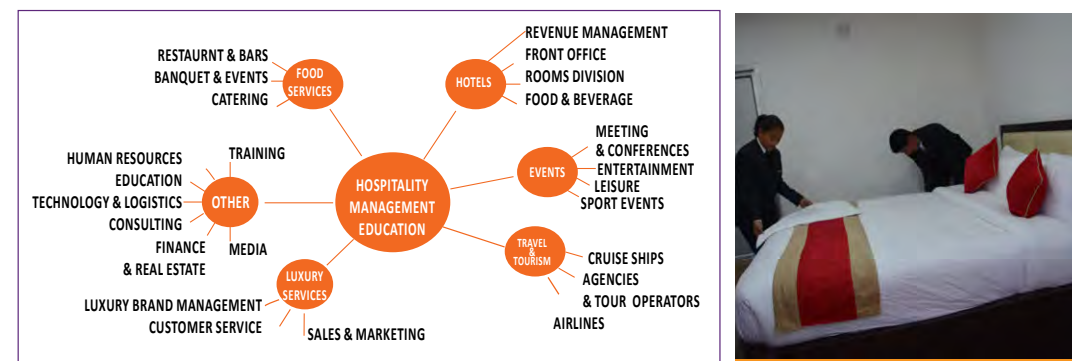 RESTAURNT & BARS
BANQUET & EVENTS
CATERING
FOOD
SERVICES
REVENUE MANAGEMENT
FRONT OFFICE
ROOMS DIVISION
FOOD & BEVERAGE
HOTELS
MEETING
& CONFERENCES
ENTERTAINMENT
LEISURE
SPORT EVENTS
EVENTS
HUMAN RESOURCES
EDUCATION
TECHNOLOGY & LOGISTICS
CONSULTING
FINANCE
& REAL ESTATE
TRAINING
OTHER
MEDIA
HOSPITALITY
MANAGEMENT
EDUCATION
TRAVEL
&
TOURISM
CRUISE SHIPS
AGENCIES
& TOUR OPERATORS
AIRLINES
LUXURY
SERVICES
LUXURY BRAND MANAGEMENT
CUSTOMER SERVICE
SALES & MARKETING